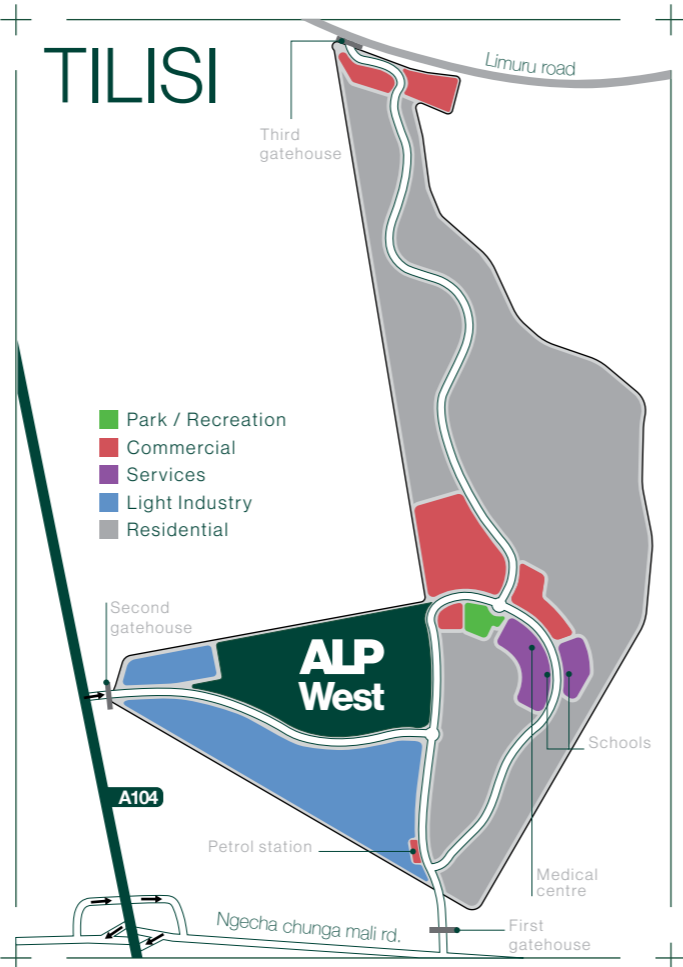 TILISI
Limuru road
Third
gatehouse
Park / Recreation
Commercial
Services
Light Industry
Residential
Second
gatehouse
ALP
West
Schools
A104
Petrol station
Medical
centre
Ngecha chunga mali rd.
First
gatehouse